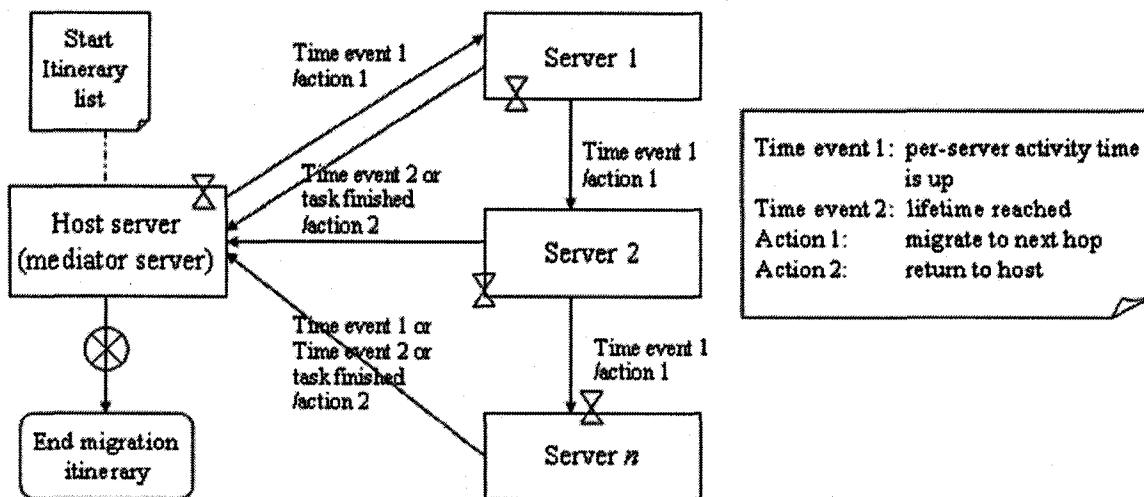 Start
Itinerary
list
Time event 1
/action 1
Server 1
Time event 1
/action 1
Time event 2 or
task finished
/action 2
Host server
(mediator server)
Server 2
Time event 1 or
Time event 2 or
task finished
/action 2
Time event 1
/action 1
Server n
End migration
itinerary
Time event 1: per-server activity time
is up
Time event 2: lifetime reached
Action 1: migrate to next hop
Action 2: return to host